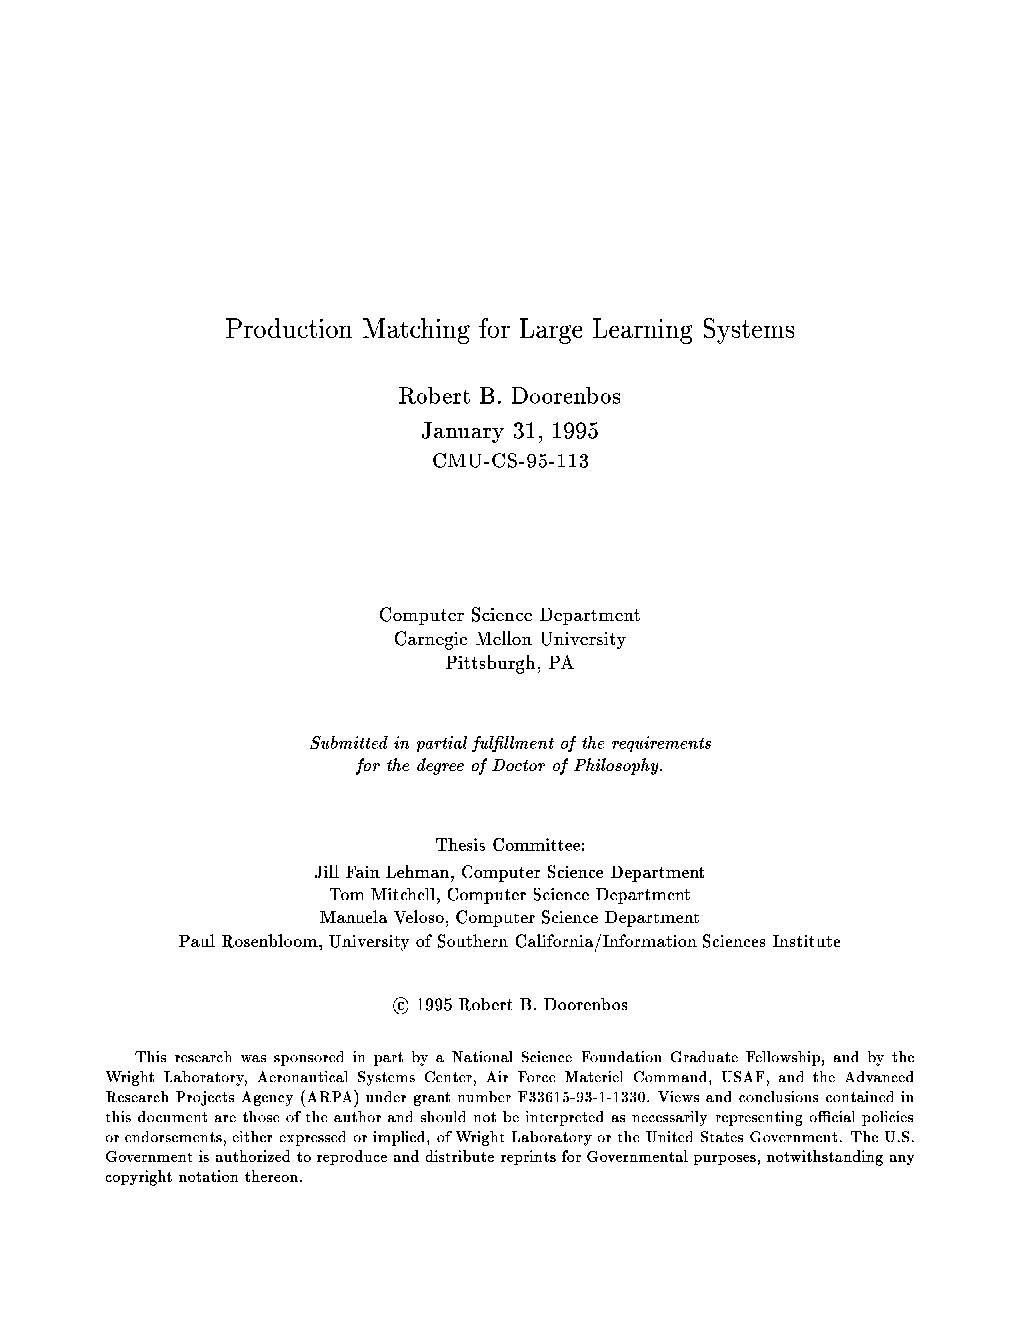 Production Matching for Large Learning Systems
Robert B. Doorenbos
January 31, 1995
CMU-CS-95-113
Computer Science Department
Carnegie Mellon University
Pittsburgh, PA
Submitted in partial fulfillment of the requirements
for the degree of Doctor of Philosophy.
Thesis Committee:
Jill Fain Lehman, Computer Science Department
Tom Mitchell, Computer Science Department
Manuela Veloso, Computer Science Department
Paul Rosenbloom, University of Southern California/Information Sciences Institute
© 1995 Robert B. Doorenbos
This research was sponsored in part by a National Science Foundation Graduate Fellowship, and by the
Wright Laboratory, Aeronautical Systems Center, Air Force Materiel Command, USAF, and the Advanced
Research Projects Agency (ARPA) under grant number F33615-93-1-1330. Views and conclusions contained in
this document are those of the author and should not be interpreted as necessarily representing official policies
or endorsements, either expressed or implied, of Wright Laboratory or the United States Government. The U.S.
Government is authorized to reproduce and distribute reprints for Governmental purposes, notwithstanding any
copyright notation thereon.